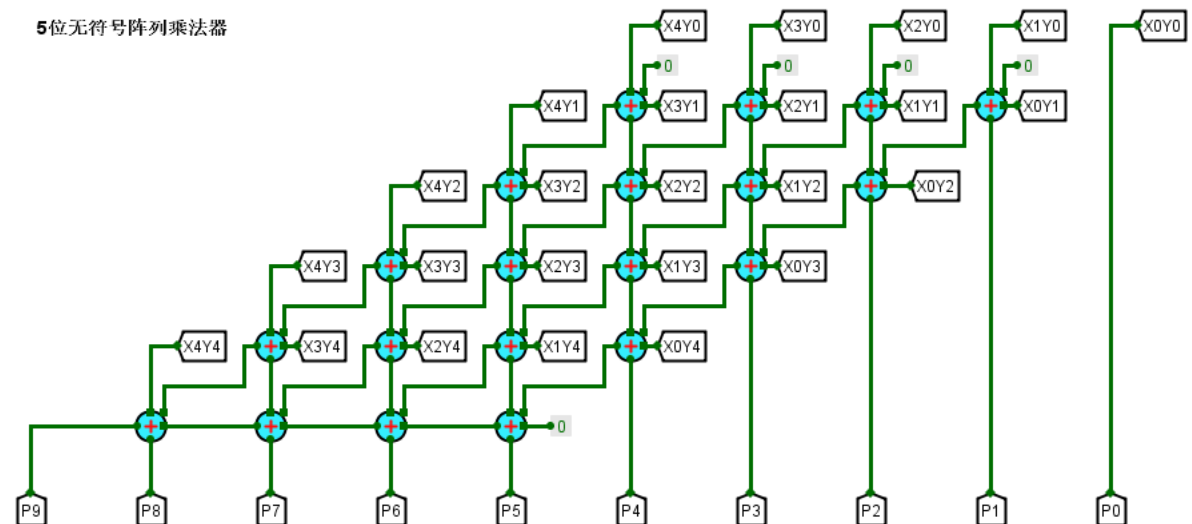 5位无符号阵列乘法器
X4Y0 X3Y0 X2Y0 X1Y0 X0Y0
0 0 0 0
X4Y1 X3Y1 X2Y1 X1Y1 X0Y1
X4Y2 X3Y2 X2Y2 X1Y2 X0Y2
X4Y3 X3Y3 X2Y3 X1Y3 X0Y3
X4Y4 X3Y4 X2Y4 X1Y4 X0Y4
0
P9 P8 P7 P6 P5 P4 P3 P2 P1 P0